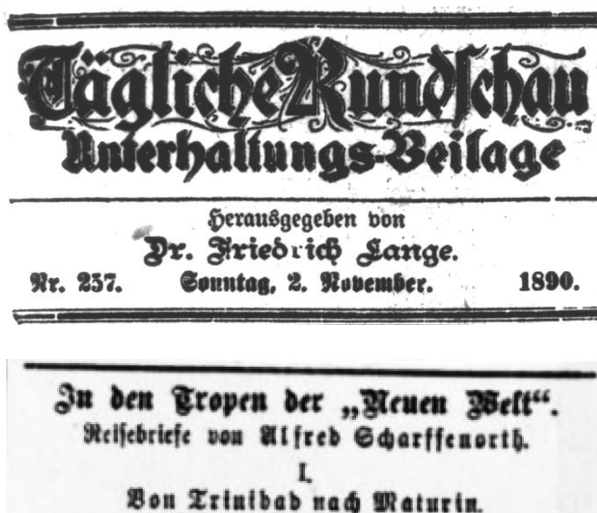 Tägliche Rundschau
Unterhaltungs-Beilage
Herausgegeben von
Dr. Friedrich Lange.
Nr. 257. Sonntag, 2. November. 1890.
In den Tropen der „Neuen Welt“.
Reisebriefe von Alfred Scharffenorth.
I.
Von Trinidad nach Maturin.